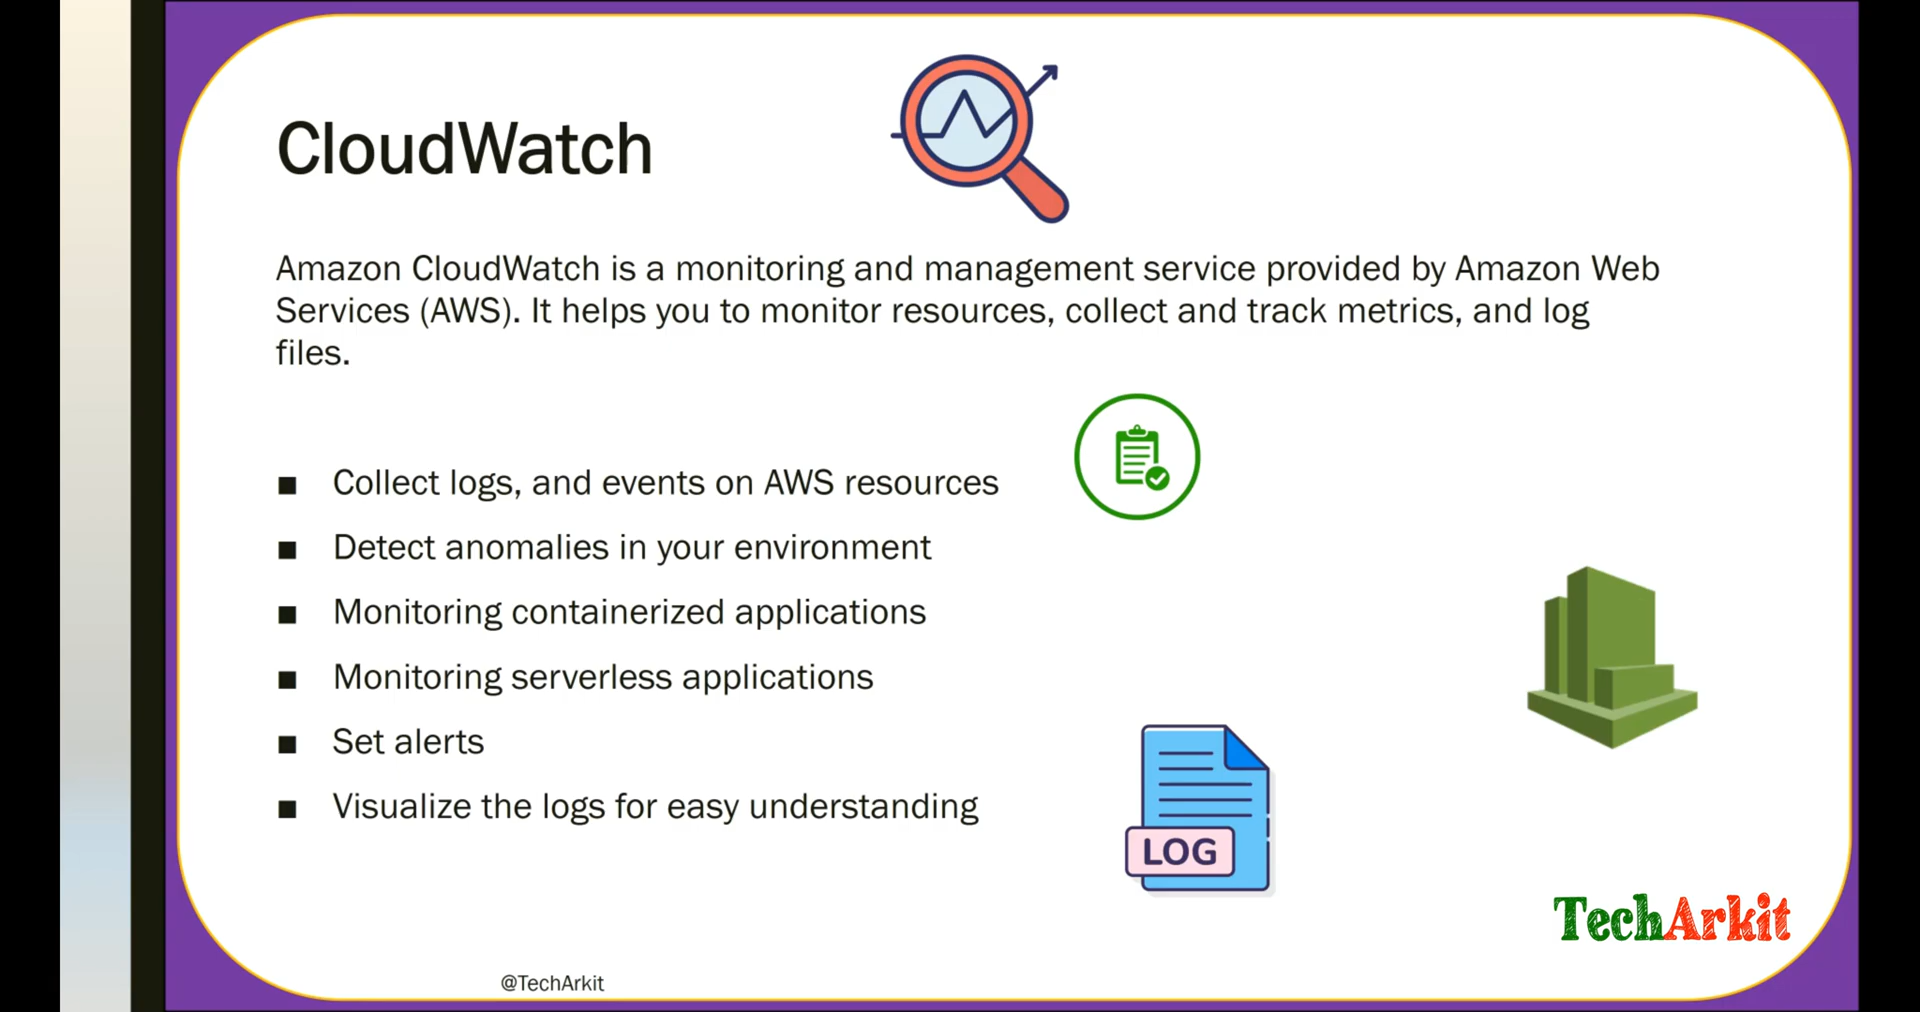 CloudWatch
Amazon CloudWatch is a monitoring and management service provided by Amazon Web
Services (AWS). It helps you to monitor resources, collect and track metrics, and log
files.
■ Collect logs, and events on AWS resources
■ Detect anomalies in your environment
■ Monitoring containerized applications
■ Monitoring serverless applications
■ Set alerts
■ Visualize the logs for easy understanding
LOG
TechArkit
@TechArkit